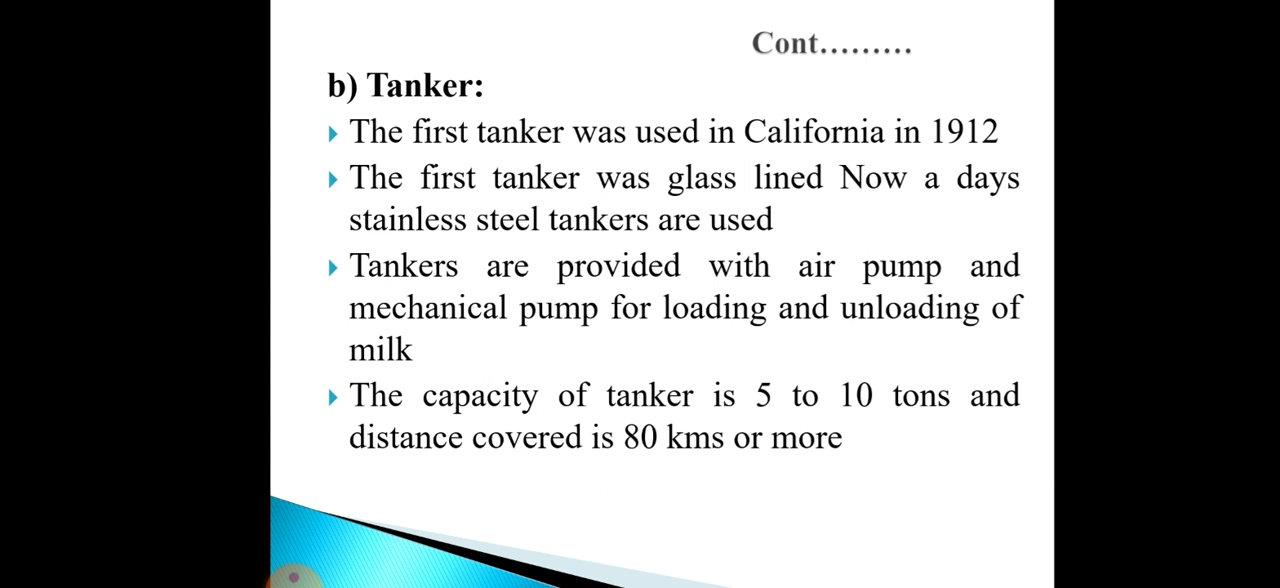 Cont.........
b) Tanker:
The first tanker was used in California in 1912
The first tanker was glass lined Now a days
stainless steel tankers are used
Tankers are provided with air pump and
mechanical pump for loading and unloading of
milk
The capacity of tanker is 5 to 10 tons and
distance covered is 80 kms or more